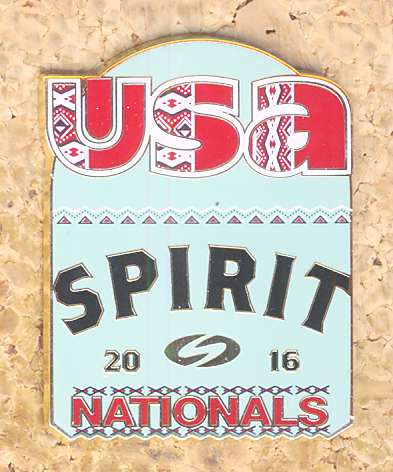 usa
SPIRIT
20 16
NATIONALS